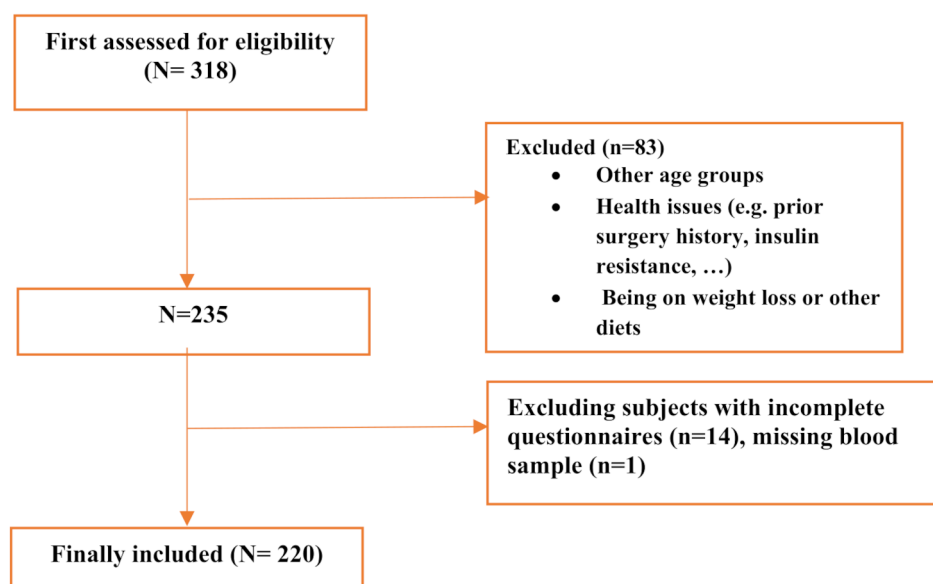 First assessed for eligibility
(N= 318)
Excluded (n=83)
• Other age groups
• Health issues (e.g. prior
surgery history, insulin
resistance, …)
• Being on weight loss or other
diets
N=235
Excluding subjects with incomplete
questionnaires (n=14), missing blood
sample (n=1)
Finally included (N= 220)